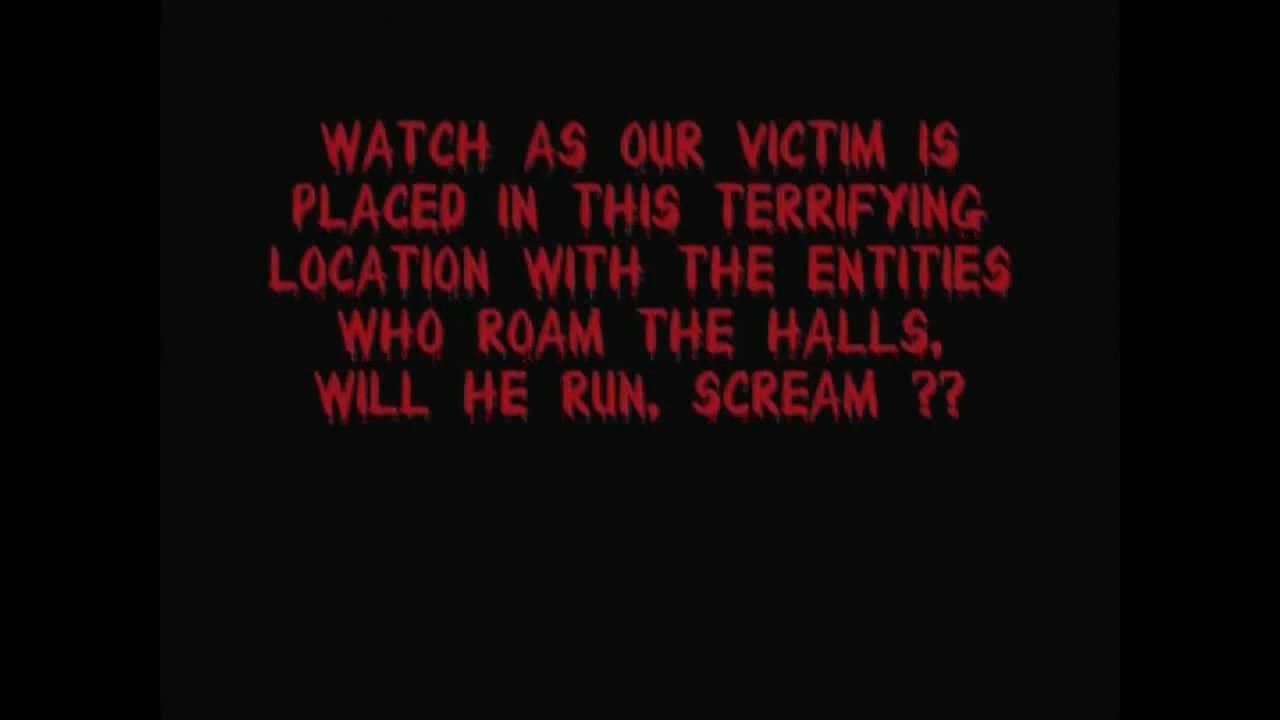 WATCH AS OUR VICTIM IS
PLACED IN THIS TERRIFYING
LOCATION WITH THE ENTITIES
WHO ROAM THE HALLS,
WILL HE RUN, SCREAM ??